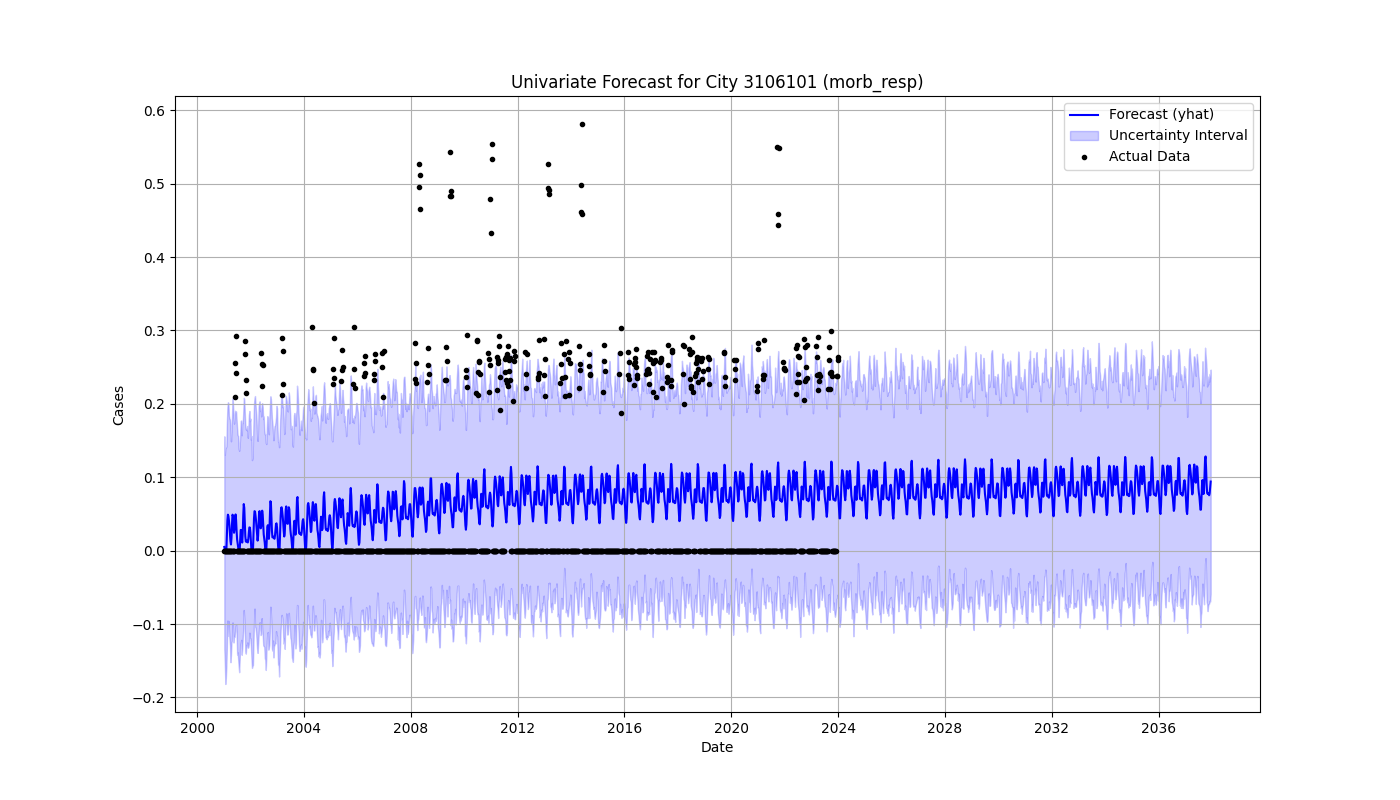 Univariate Forecast for City 3106101 (morb_resp)
Forecast (yhat)
Uncertainty Interval
Actual Data
0.6
0.5
0.4
0.3
0.2
0.1
0.0
−0.1
−0.2
Cases
2000 2004 2008 2012 2016 2020 2024 2028 2032 2036
Date